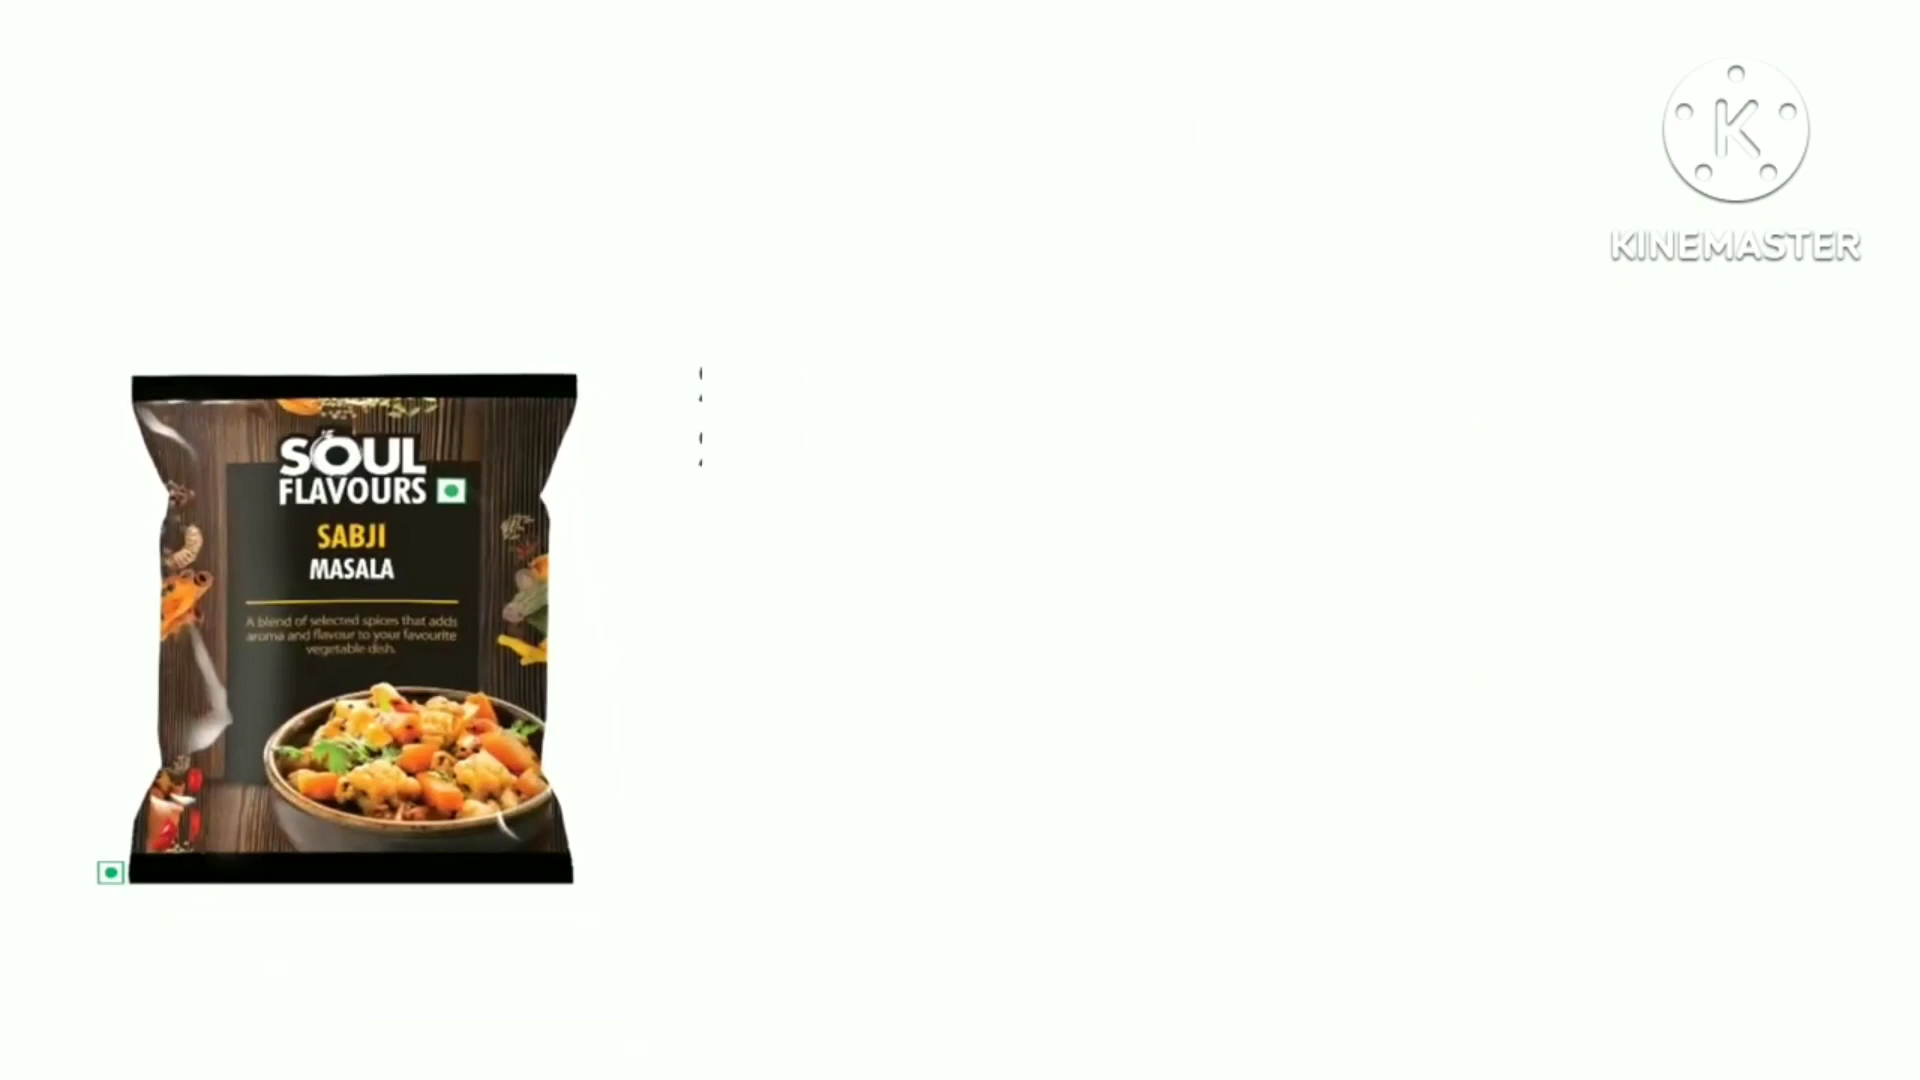 K
KINEMASTER
SOUL
FLAVOURS
SABJI
MASALA
A blend of selected spices that adds
aroma and flavour to your favourite
vegetable dish.